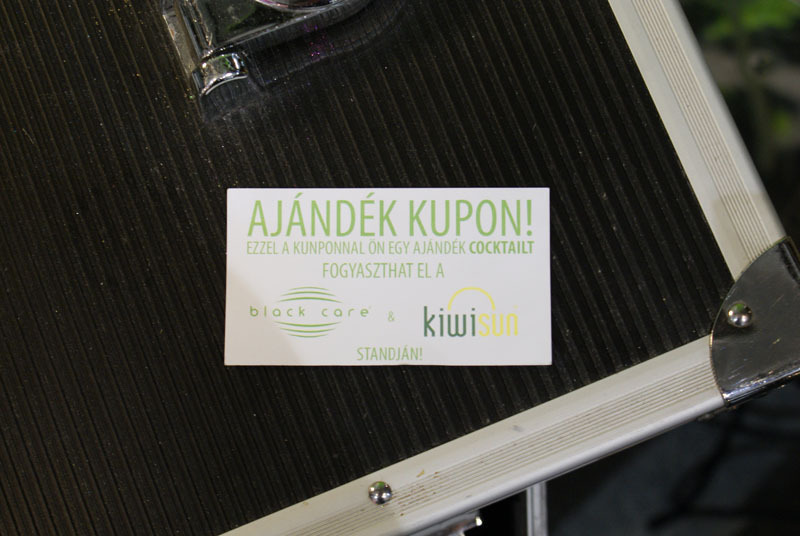 AJÁNDÉK KUPON!
EZZEL A KUNPONNAL ÖN EGY AJÁNDÉK COCKTAILT
FOGYASZTHAT EL A
black care & kiwisun
STANDJÁN!